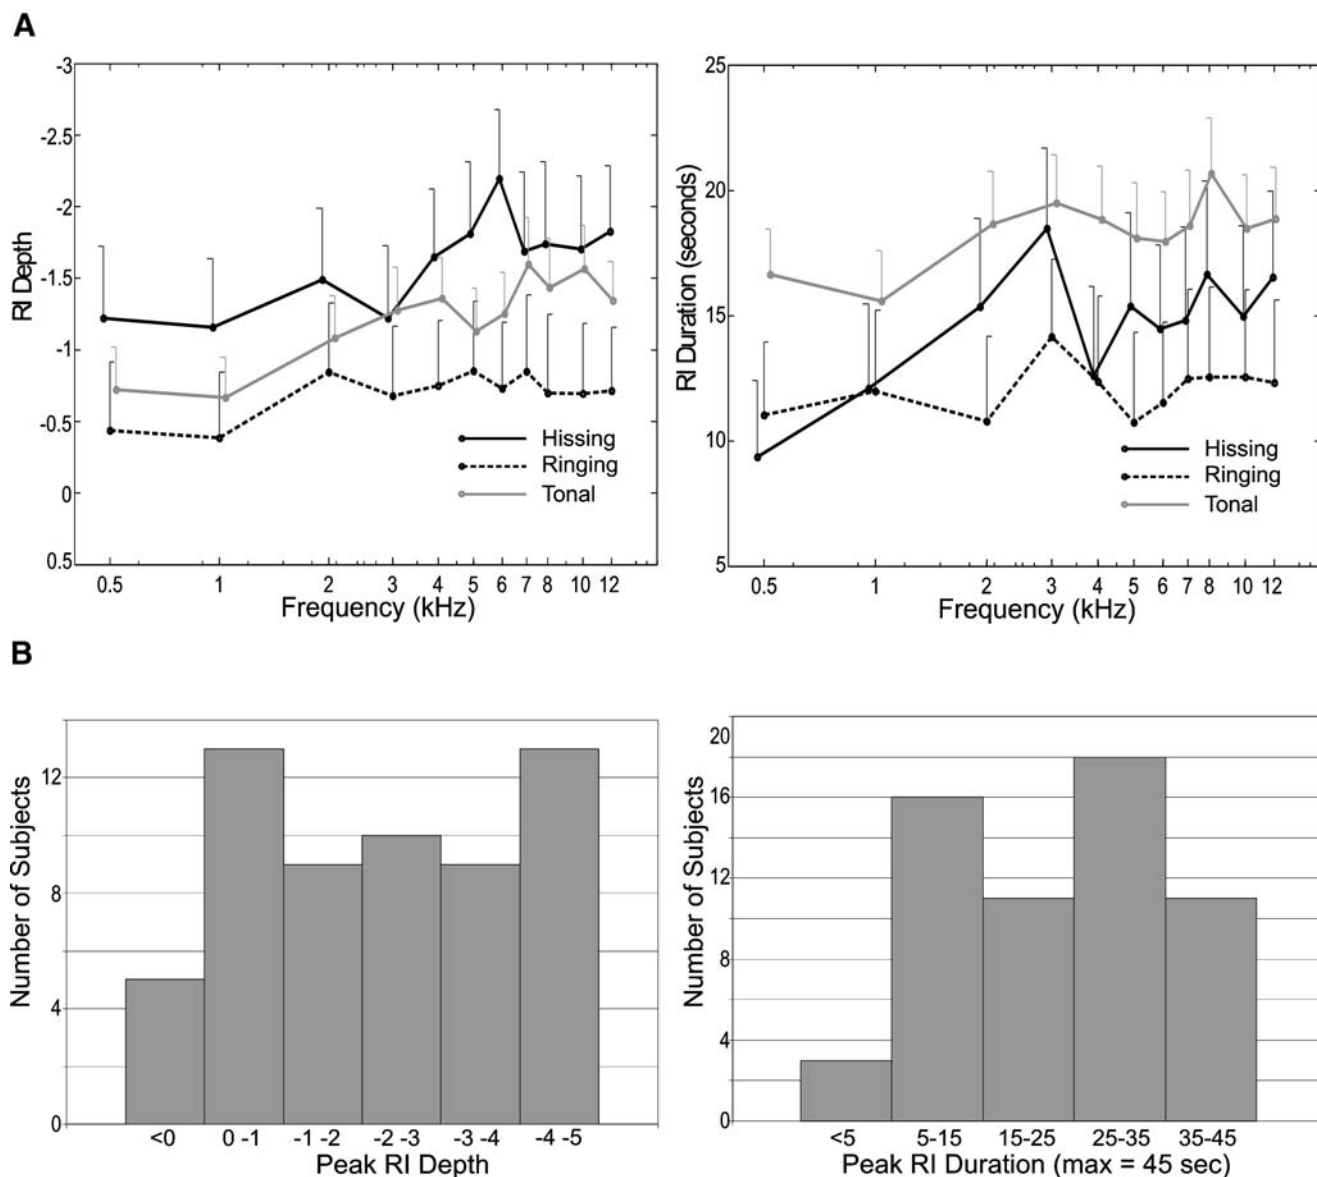 A
RI Depth
-3
-2.5
-2
-1.5
-1
-0.5
0
0.5
Hissing
Ringing
Tonal
0.5 1 2 3 4 5 6 7 8 10 12
Frequency (kHz)
RI Duration (seconds)
25
20
15
10
5
Hissing
Ringing
Tonal
0.5 1 2 3 4 5 6 7 8 10 12
Frequency (kHz)
B
Number of Subjects
12
8
4
0
<0 0 -1 -1 -2 -2 -3 -3 -4 -4 -5
Peak RI Depth
Number of Subjects
20
16
12
8
4
0
<5 5-15 15-25 25-35 35-45
Peak RI Duration (max = 45 sec)